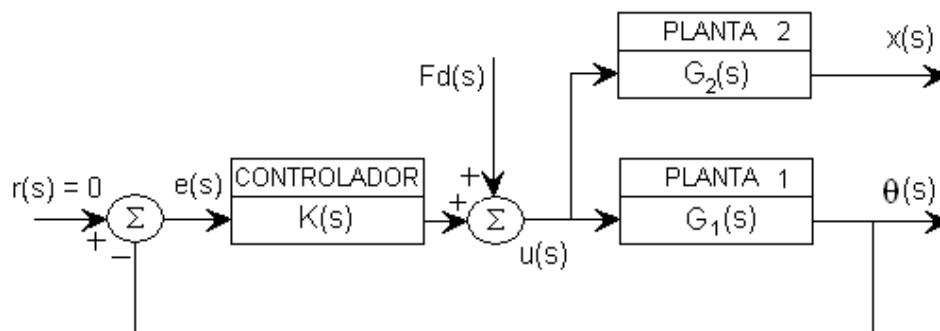 PLANTA 2
G₂(s)
x(s)
Fd(s)
+
+
r(s) = 0
+
−
Σ
e(s)
CONTROLADOR
K(s)
Σ
u(s)
PLANTA 1
G₁(s)
θ(s)